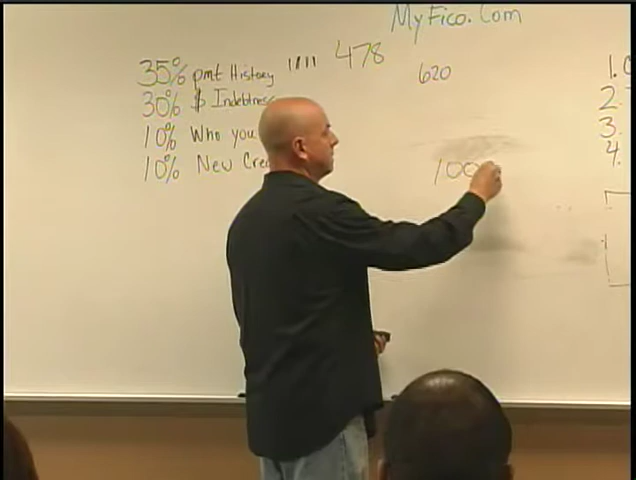 MyFico.Com
35% pmt History 478
620
30% $ Indebtness
10% Who you
10% New Cre
100
1.
2
3.
4.